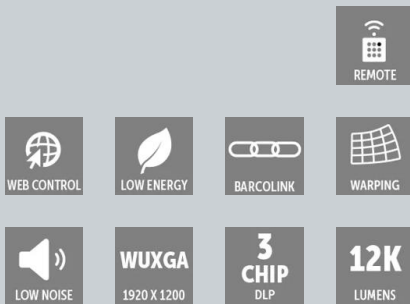 REMOTE
WEB CONTROL
LOW ENERGY
BARCOLINK
WARPING
LOW NOISE
WUXGA
1920 X 1200
3
CHIP
DLP
12K
LUMENS